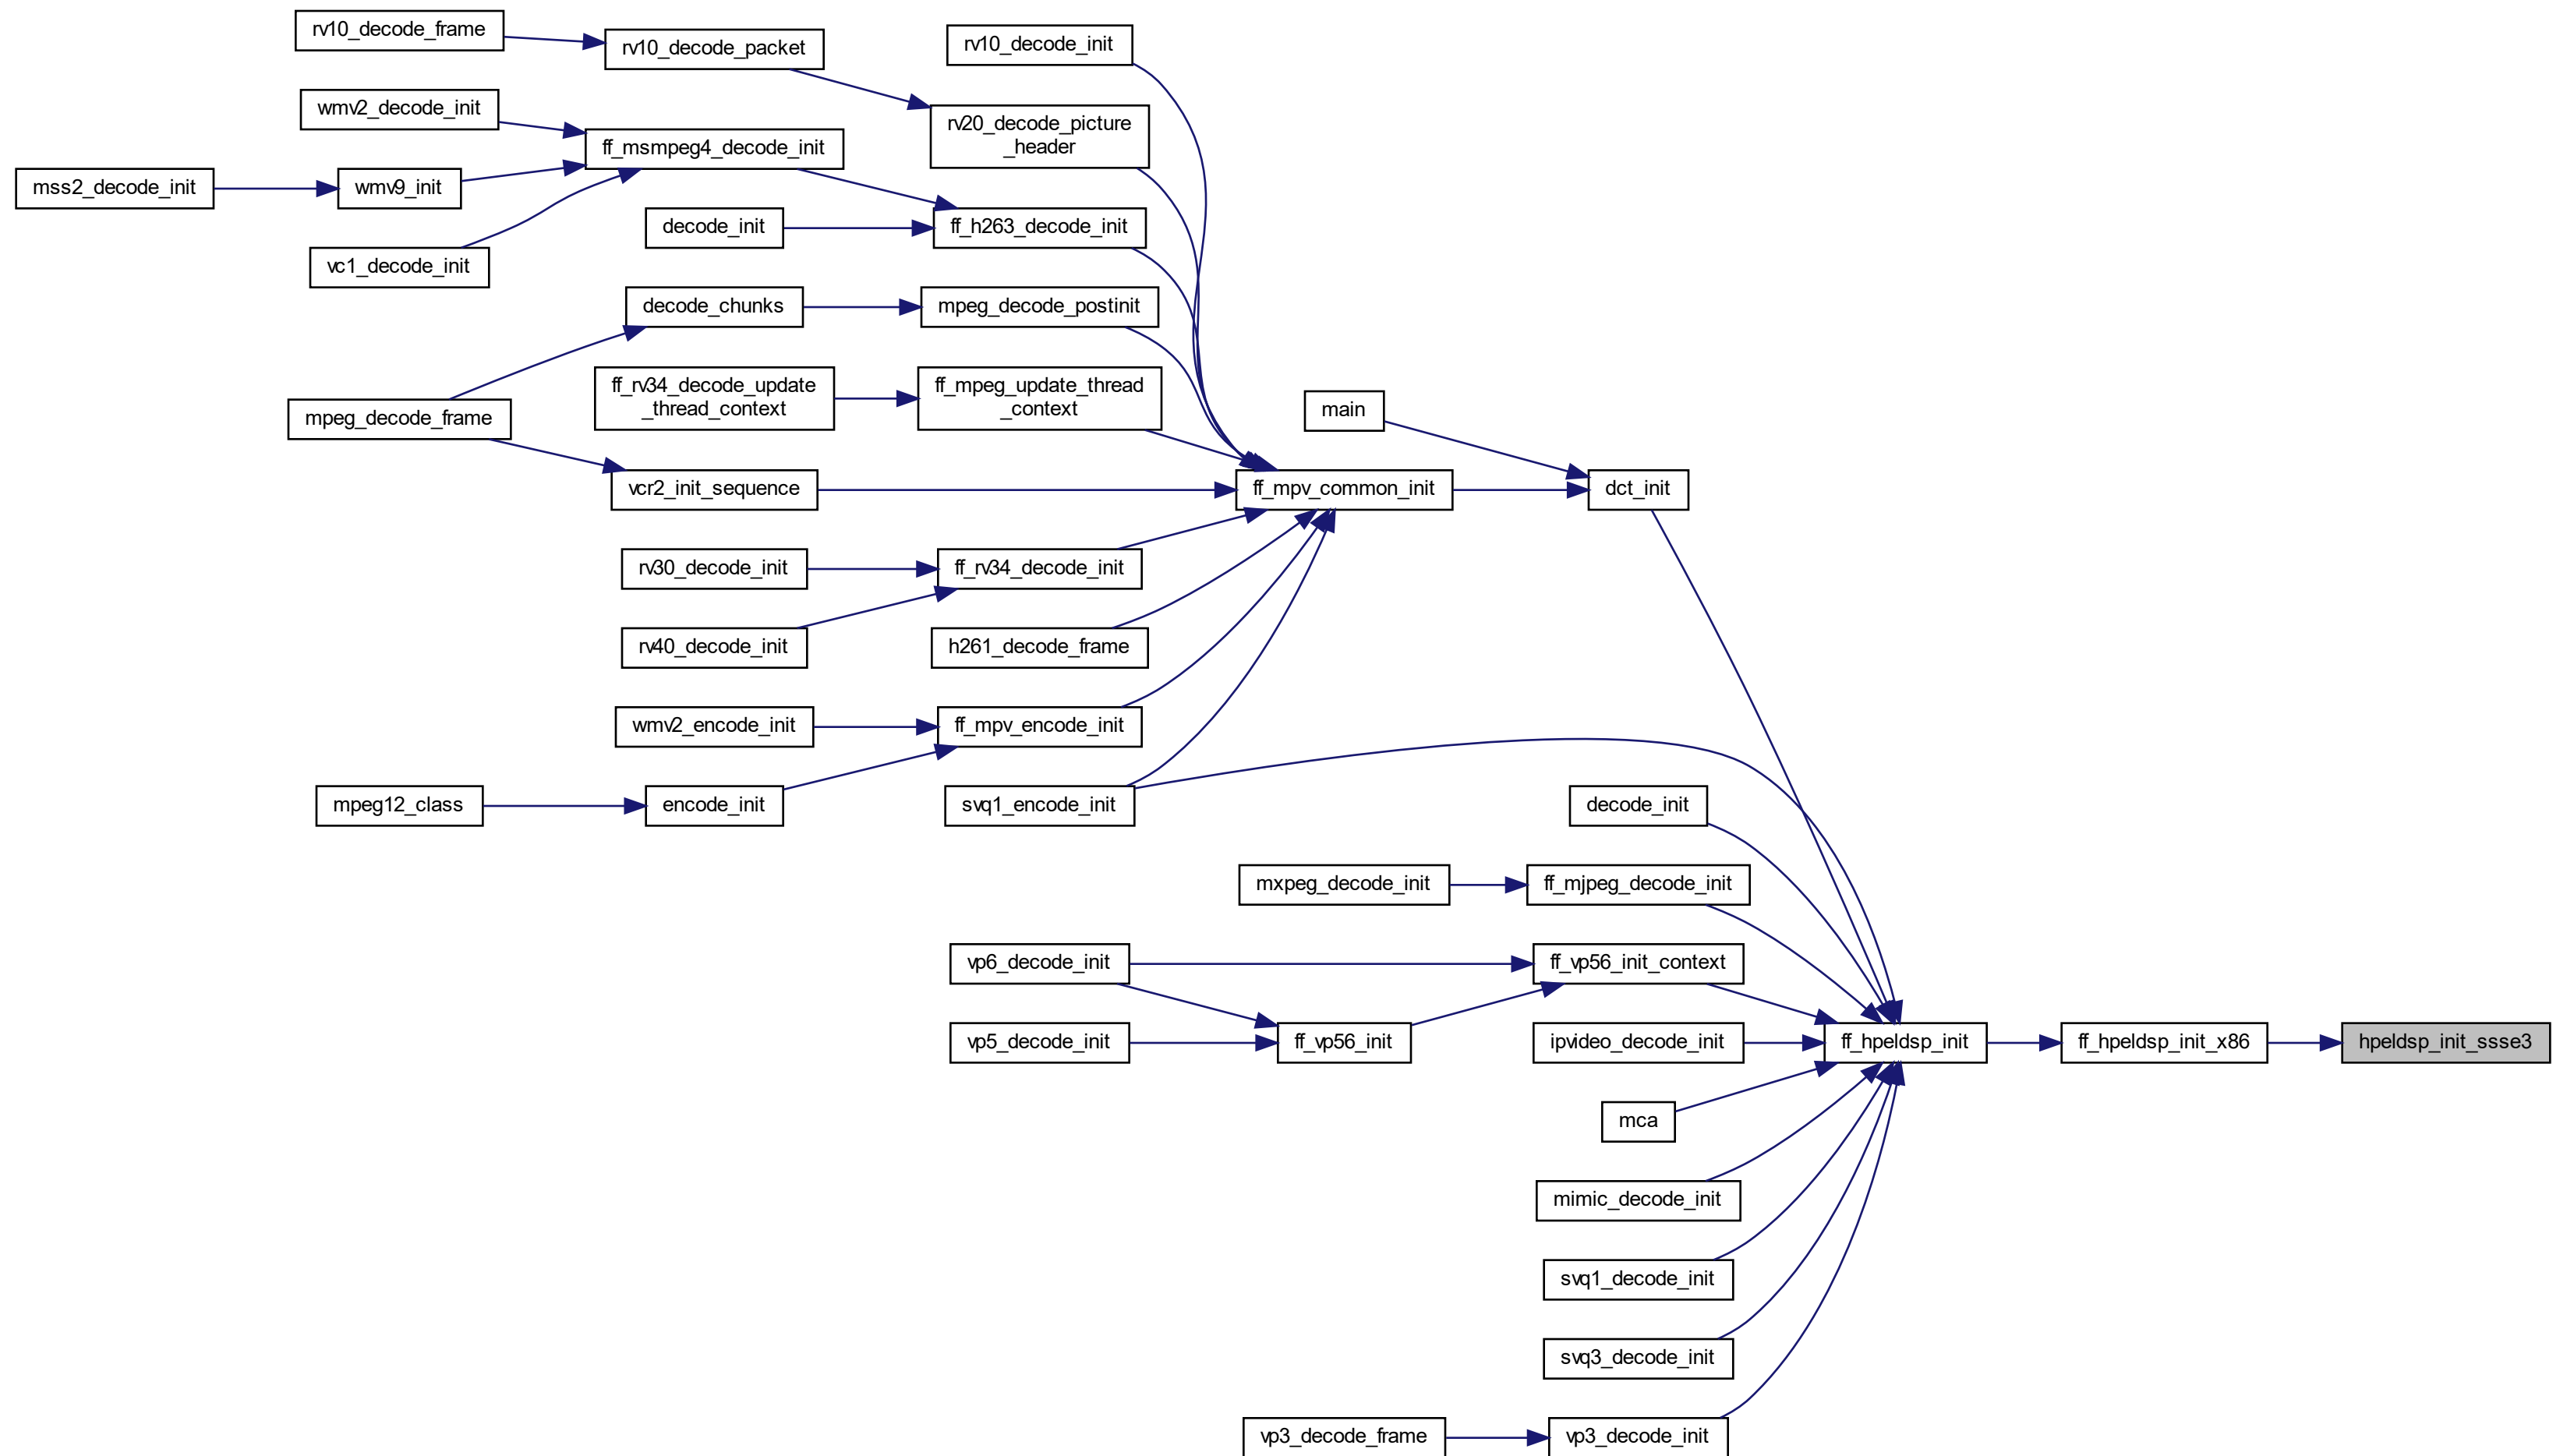 rv10_decode_frame
rv10_decode_packet
rv10_decode_init
wmv2_decode_init
rv20_decode_picture
_header
ff_msmpeg4_decode_init
mss2_decode_init
wmv9_init
decode_init
ff_h263_decode_init
vc1_decode_init
decode_chunks
mpeg_decode_postinit
ff_rv34_decode_update
_thread_context
ff_mpeg_update_thread
_context
main
mpeg_decode_frame
vcr2_init_sequence
ff_mpv_common_init
dct_init
rv30_decode_init
ff_rv34_decode_init
rv40_decode_init
h261_decode_frame
wmv2_encode_init
ff_mpv_encode_init
mpeg12_class
encode_init
svq1_encode_init
decode_init
mxpeg_decode_init
ff_mjpeg_decode_init
vp6_decode_init
ff_vp56_init_context
vp5_decode_init
ff_vp56_init
ipvideo_decode_init
ff_hpeldsp_init
ff_hpeldsp_init_x86
hpeldsp_init_ssse3
mca
mimic_decode_init
svq1_decode_init
svq3_decode_init
vp3_decode_frame
vp3_decode_init